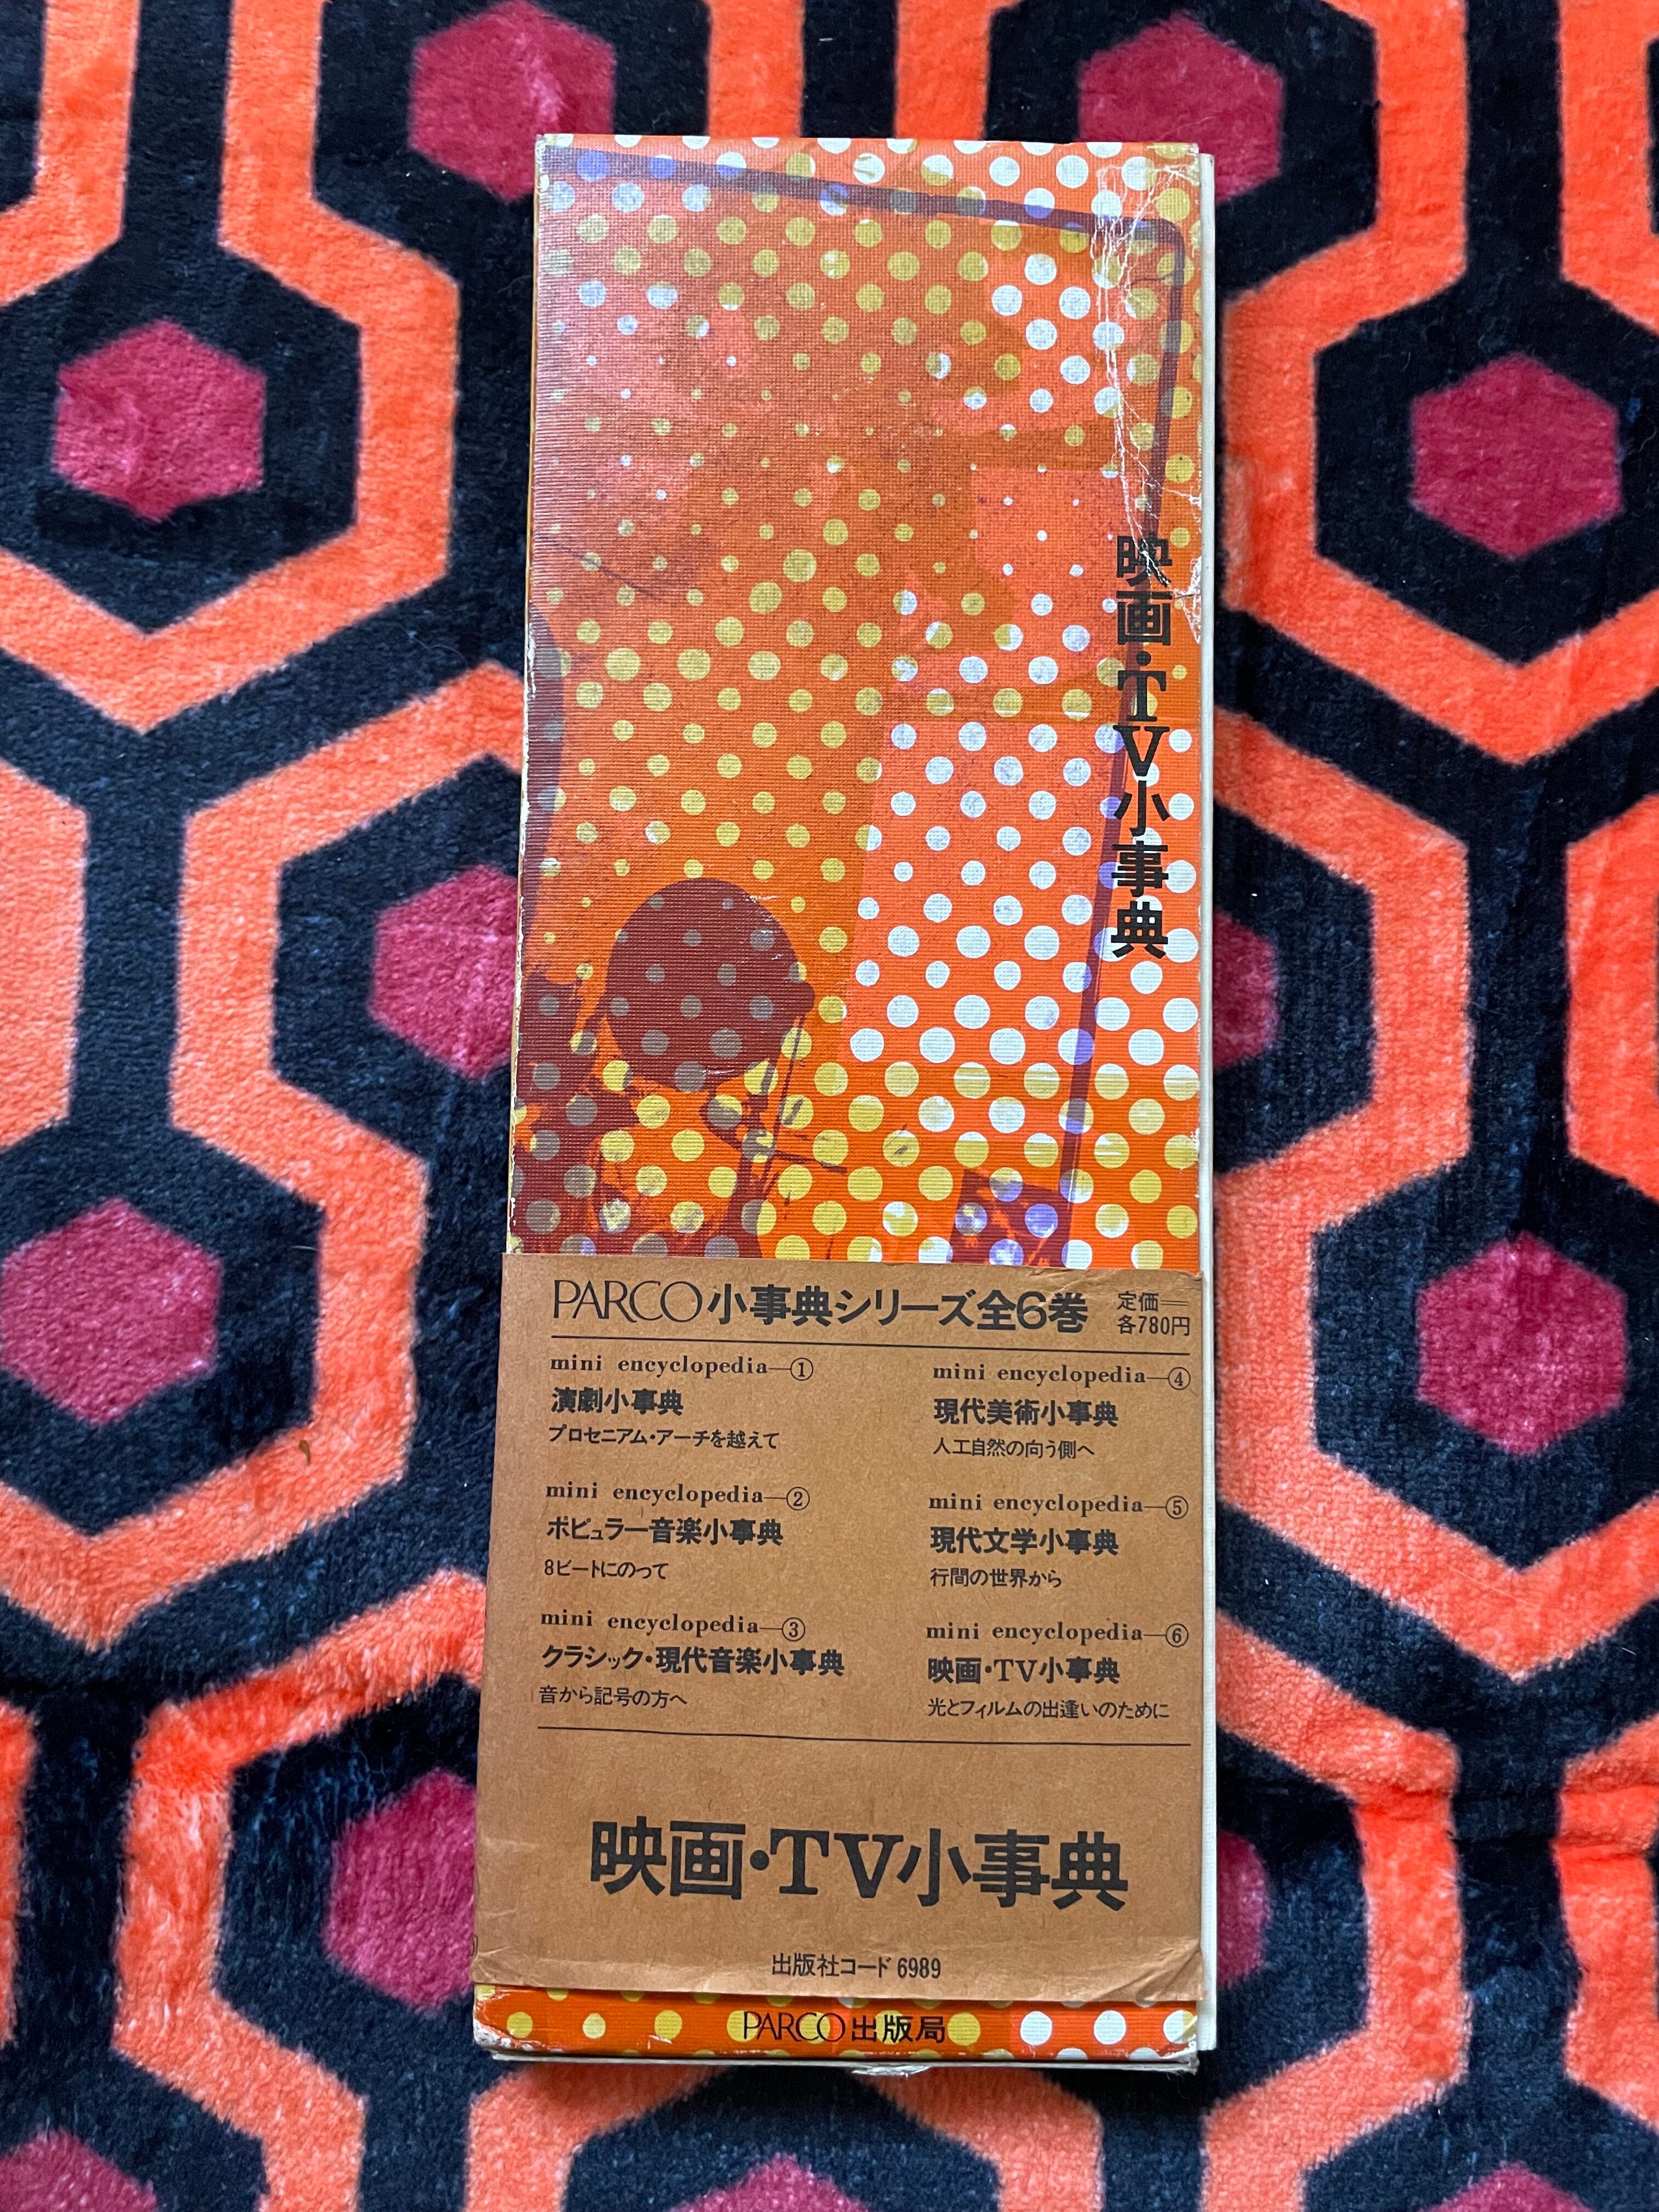 映画・TV小事典
PARCO小事典シリーズ全6巻
定価＝
各780円
mini encyclopedia—①
演劇小事典
プロセニアム・アーチを越えて
mini encyclopedia—②
ポピュラー音楽小事典
8ビートにのって
mini encyclopedia—③
クラシック・現代音楽小事典
音から記号の方へ
mini encyclopedia—④
現代美術小事典
人工自然の向う側へ
mini encyclopedia—⑤
現代文学小事典
行間の世界から
mini encyclopedia—⑥
映画・TV小事典
光とフィルムの出逢いのために
映画・TV小事典
出版社コード 6989
PARCO出版局